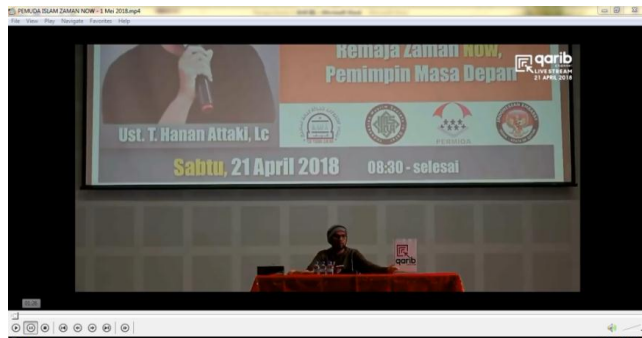 PEMUDA ISLAM ZAMAN NOW - 1 Mei 2018.mp4
File View Play Navigate Favorites Help
Remaja Zaman NOW,
Pemimpin Masa Depan
qarib
LIVE STREAM
21 APRIL 2018
Ust. T. Hanan Attaki, Lc
PERMIQA
Sabtu, 21 April 2018 08:30 - selesai
qarib